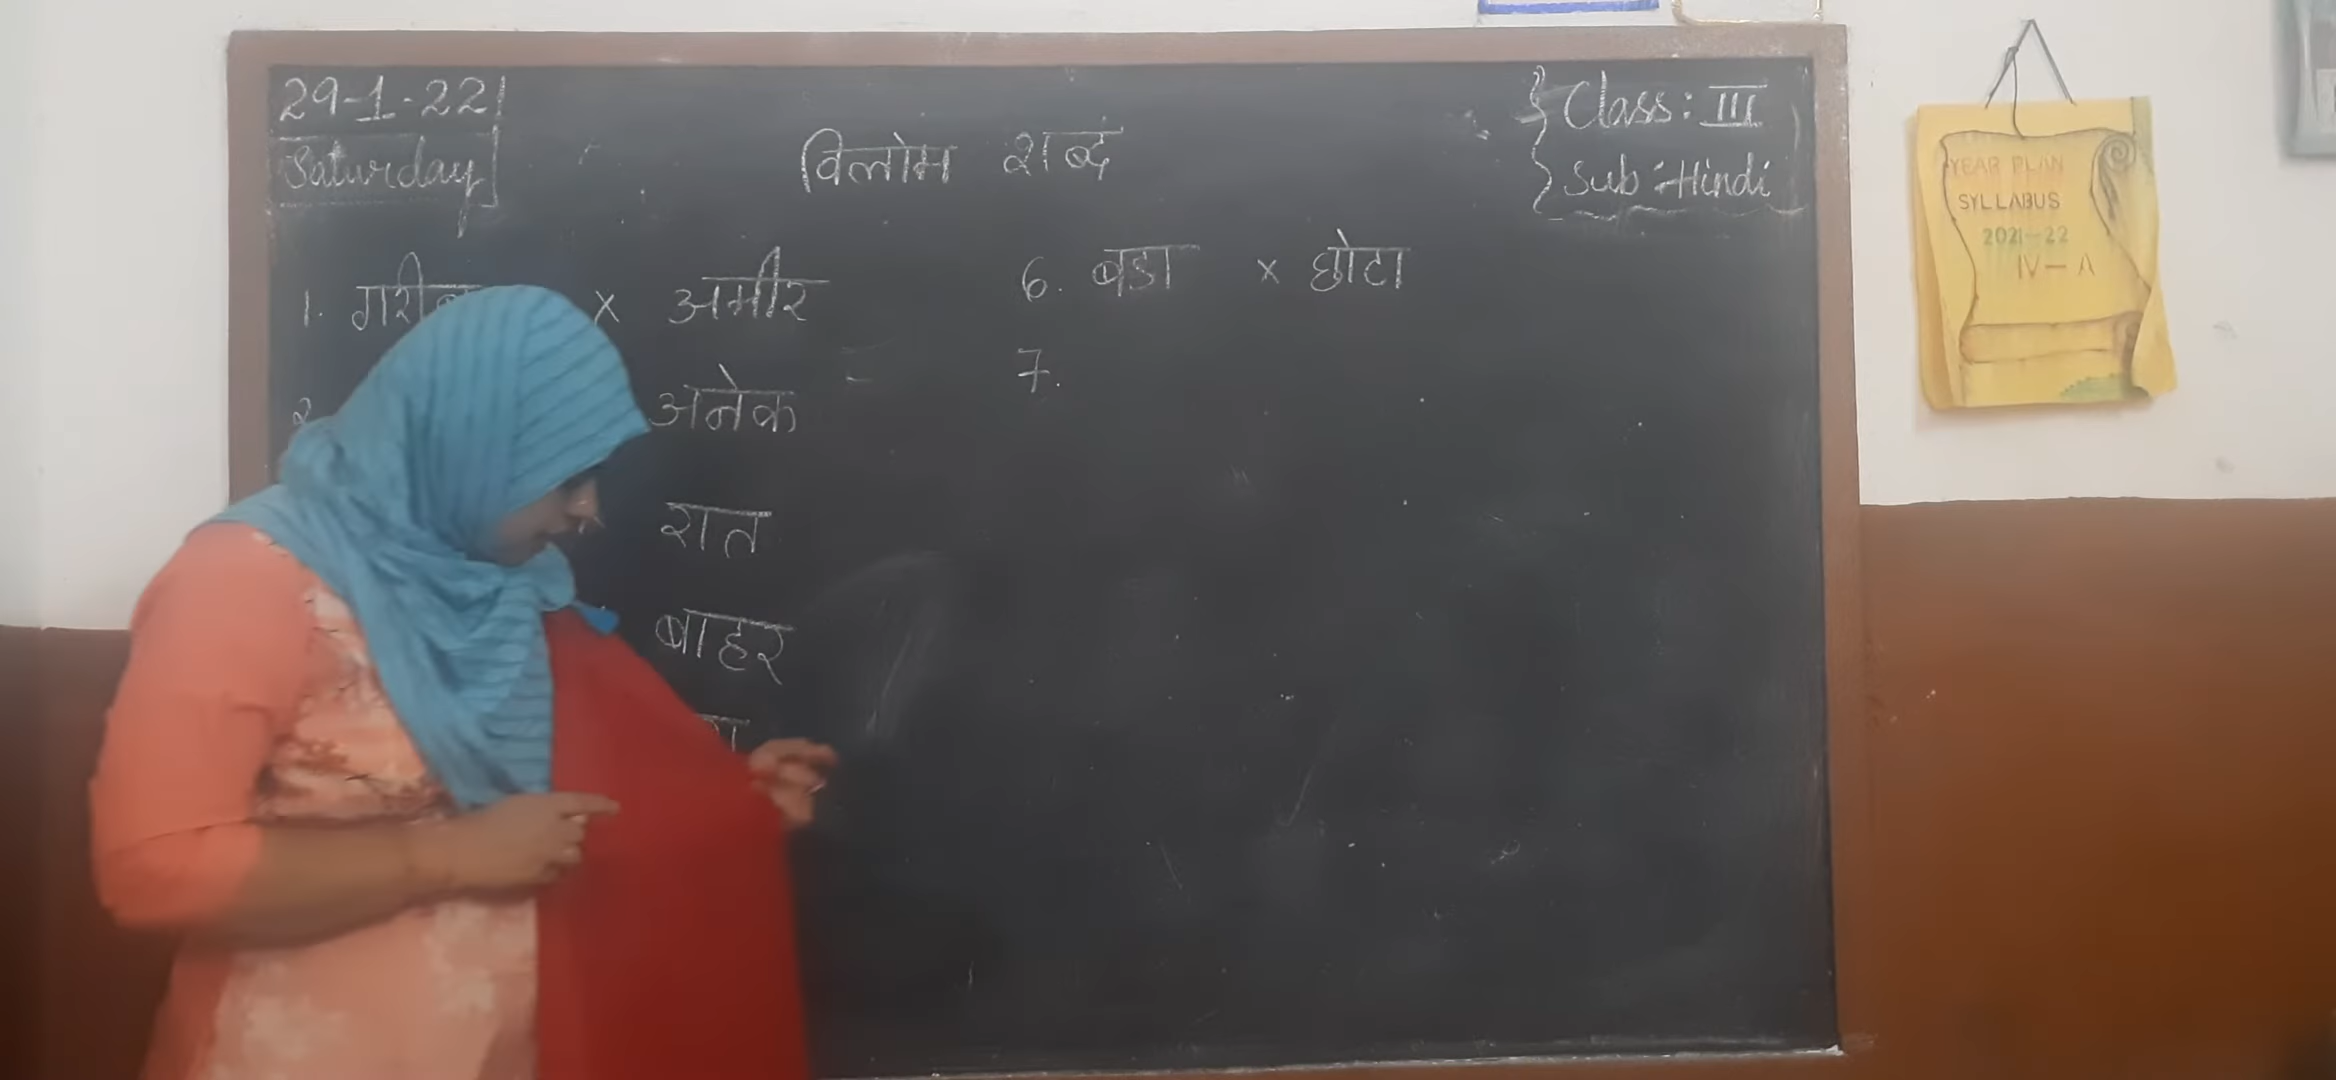 29-1-22
Saturday
विलोम शब्द
Class: III
Sub: Hindi
1. गरीब x अमीर
2. अनेक
रात
बाहर
6. बडा x छोटा
7.
YEAR PLAN
SYLLABUS
2021-22
IV-A